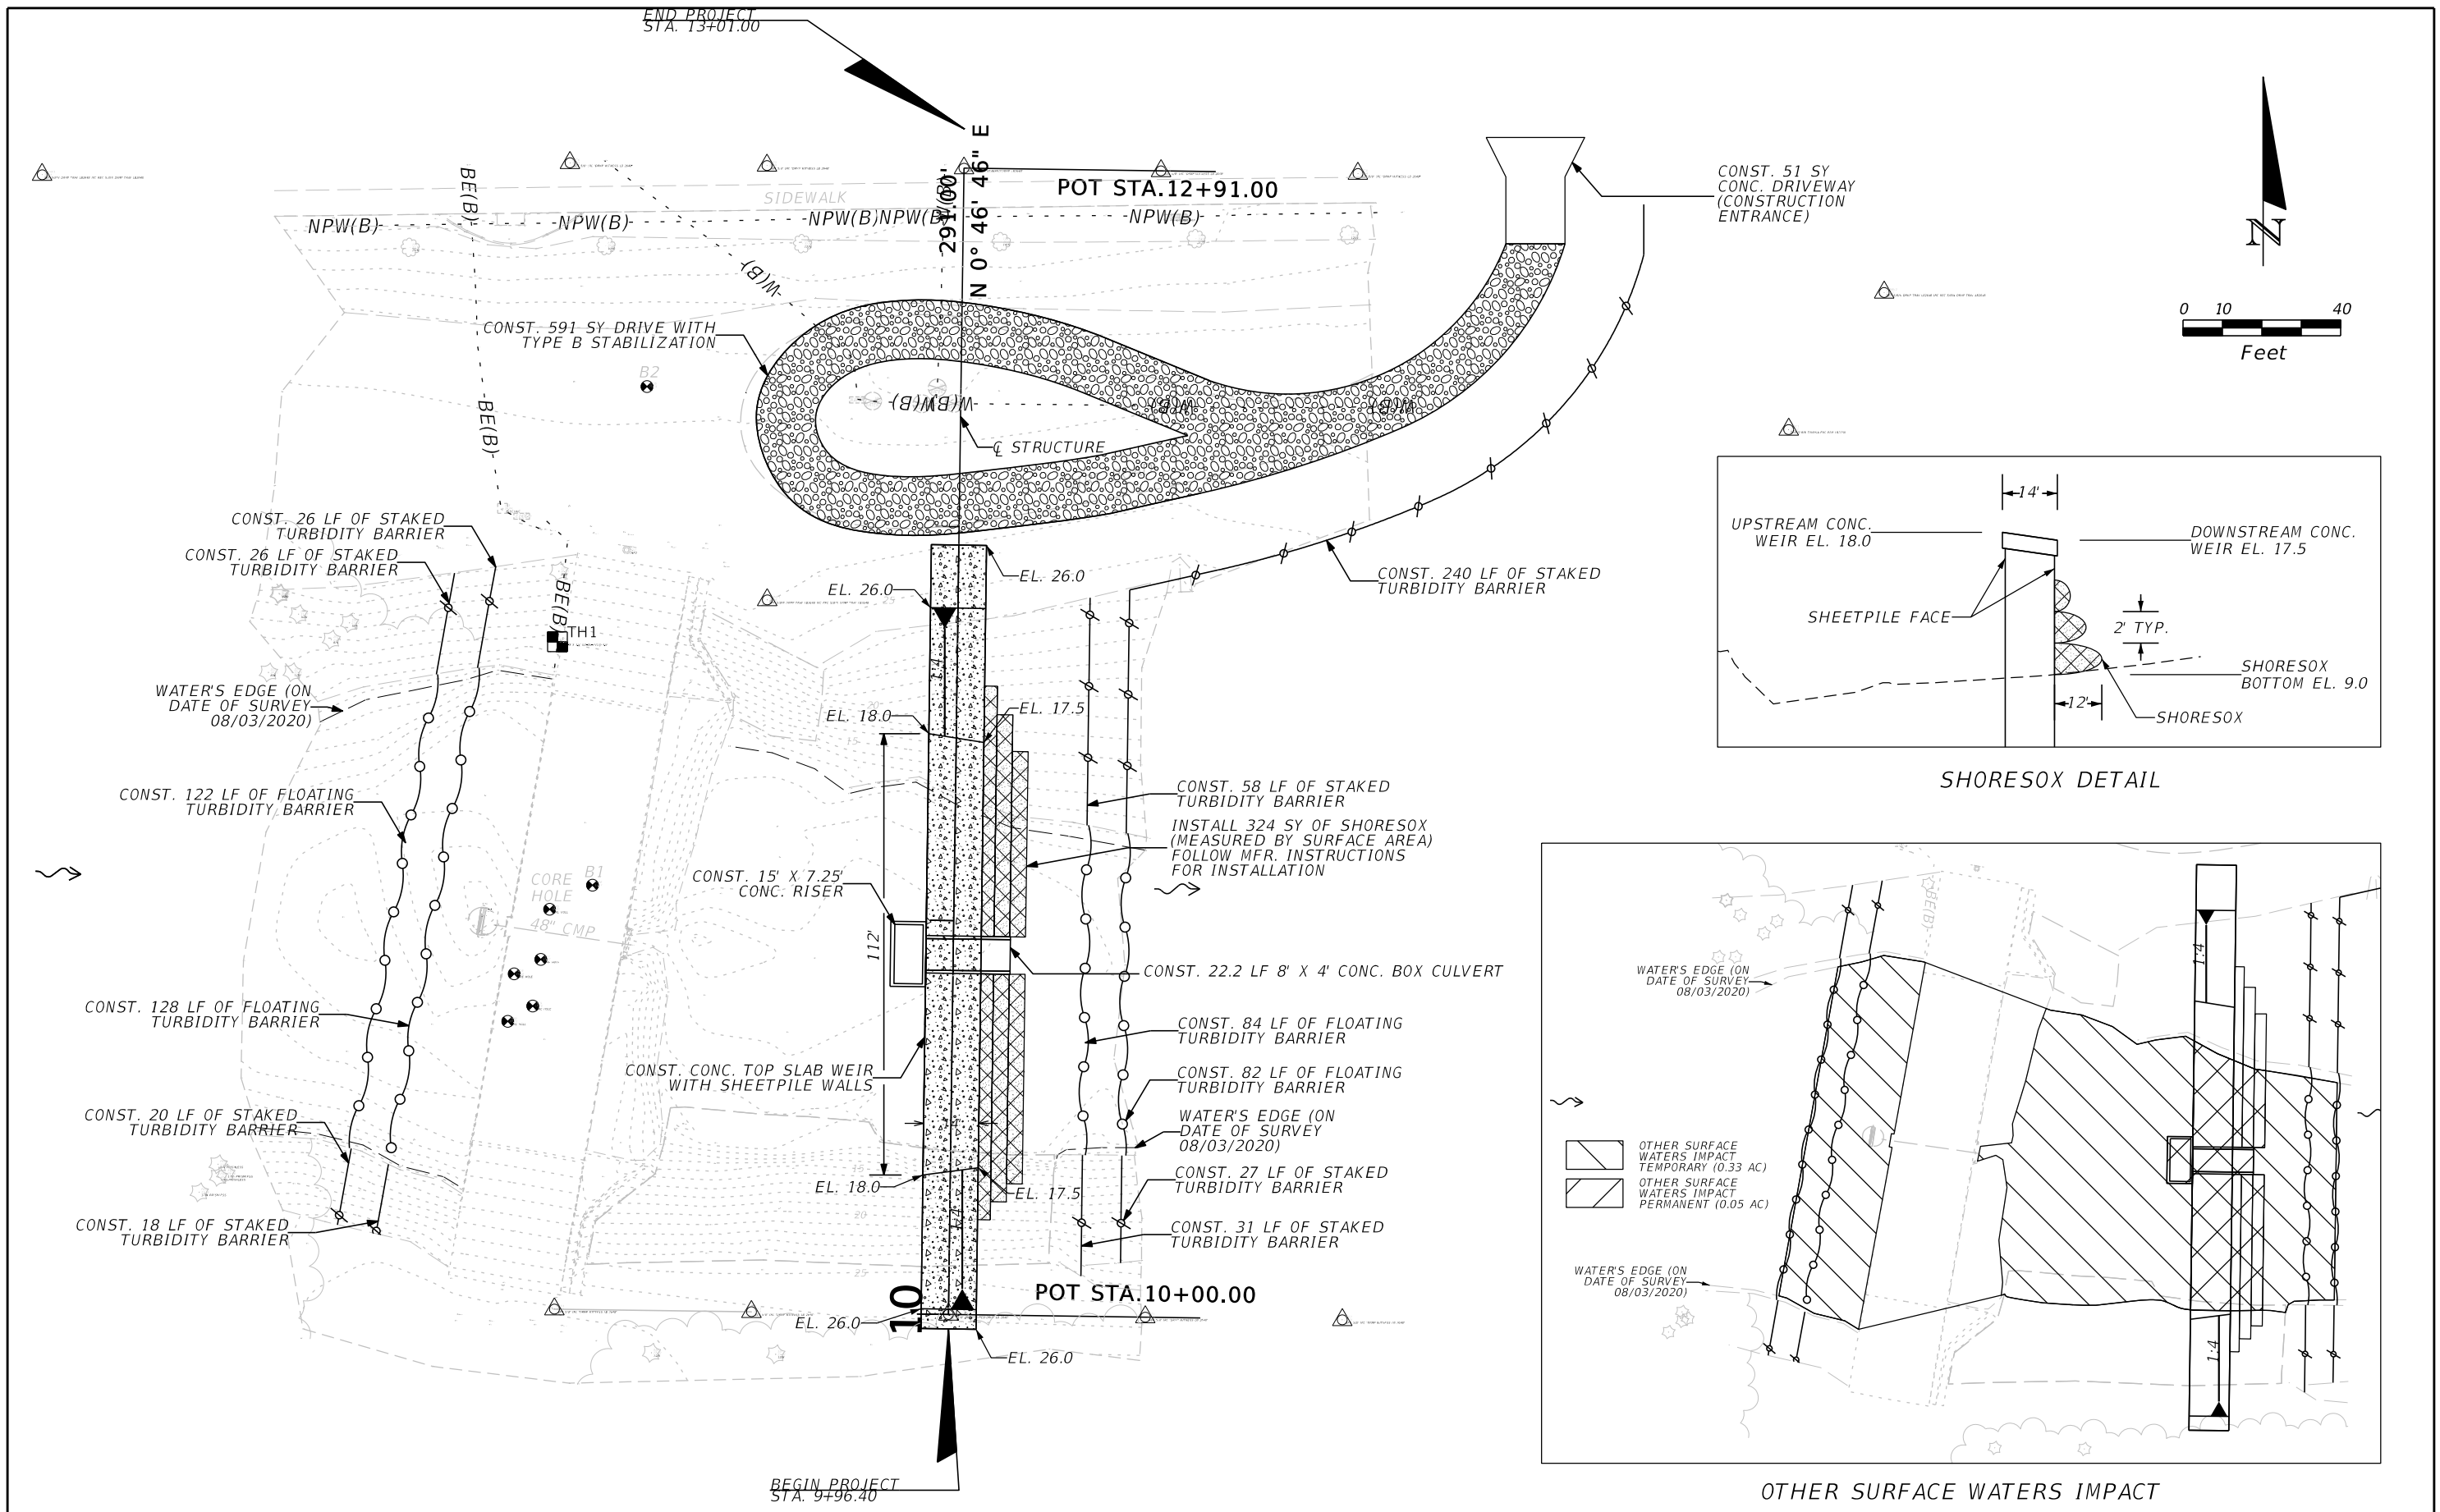 END PROJECT
STA. 13+01.00
N 0° 46' 46" E
291.00'
POT STA.12+91.00
SIDEWALK
BE(B)
NPW(B)
NPW(B)
NPW(B)
NPW(B)
NPW(B)
W(B)
W(B)
CONST. 51 SY
CONC. DRIVEWAY
(CONSTRUCTION
ENTRANCE)
N
0 10 40
Feet
CONST. 591 SY DRIVE WITH
TYPE B STABILIZATION
B2
BE(B)
W(B)
W(B)
W(B)
W(B)
℄ STRUCTURE
CONST. 26 LF OF STAKED
TURBIDITY BARRIER
CONST. 26 LF OF STAKED
TURBIDITY BARRIER
BE(B)
TH1
EL. 26.0
EL. 26.0
CONST. 240 LF OF STAKED
TURBIDITY BARRIER
1:4
WATER'S EDGE (ON
DATE OF SURVEY
08/03/2020)
EL. 18.0
EL. 17.5
CONST. 122 LF OF FLOATING
TURBIDITY BARRIER
CONST. 58 LF OF STAKED
TURBIDITY BARRIER
INSTALL 324 SY OF SHORESOX
(MEASURED BY SURFACE AREA)
FOLLOW MFR. INSTRUCTIONS
FOR INSTALLATION
CORE
HOLE
B1
48" CMP
CONST. 15' X 7.25'
CONC. RISER
112'
CONST. 22.2 LF 8' X 4' CONC. BOX CULVERT
CONST. 128 LF OF FLOATING
TURBIDITY BARRIER
CONST. 84 LF OF FLOATING
TURBIDITY BARRIER
CONST. CONC. TOP SLAB WEIR
WITH SHEETPILE WALLS
CONST. 82 LF OF FLOATING
TURBIDITY BARRIER
CONST. 20 LF OF STAKED
TURBIDITY BARRIER
14'
WATER'S EDGE (ON
DATE OF SURVEY
08/03/2020)
EL. 18.0
EL. 17.5
CONST. 27 LF OF STAKED
TURBIDITY BARRIER
CONST. 18 LF OF STAKED
TURBIDITY BARRIER
1:4
20
25
CONST. 31 LF OF STAKED
TURBIDITY BARRIER
10
POT STA.10+00.00
EL. 26.0
EL. 26.0
BEGIN PROJECT
STA. 9+96.40
14'
UPSTREAM CONC.
WEIR EL. 18.0
DOWNSTREAM CONC.
WEIR EL. 17.5
SHEETPILE FACE
2' TYP.
SHORESOX
BOTTOM EL. 9.0
12'
SHORESOX
SHORESOX DETAIL
BE(B)
1:4
WATER'S EDGE (ON
DATE OF SURVEY
08/03/2020)
OTHER SURFACE
WATERS IMPACT
TEMPORARY (0.33 AC)
OTHER SURFACE
WATERS IMPACT
PERMANENT (0.05 AC)
WATER'S EDGE (ON
DATE OF SURVEY
08/03/2020)
1:4
OTHER SURFACE WATERS IMPACT